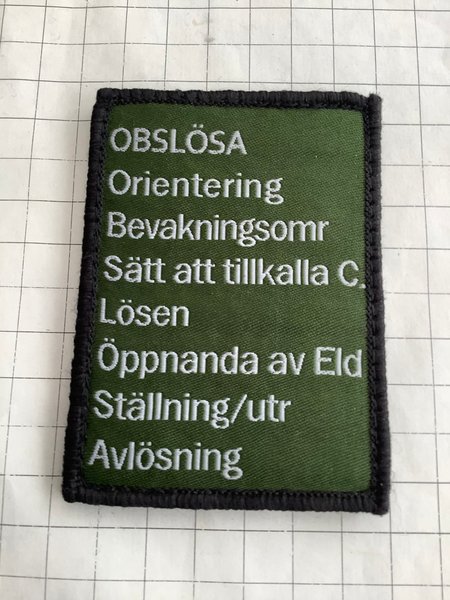 OBSLÖSA
Orientering
Bevakningsomr
Sätt att tillkalla C.
Lösen
Öppnanda av Eld
Ställning/utr
Avlösning